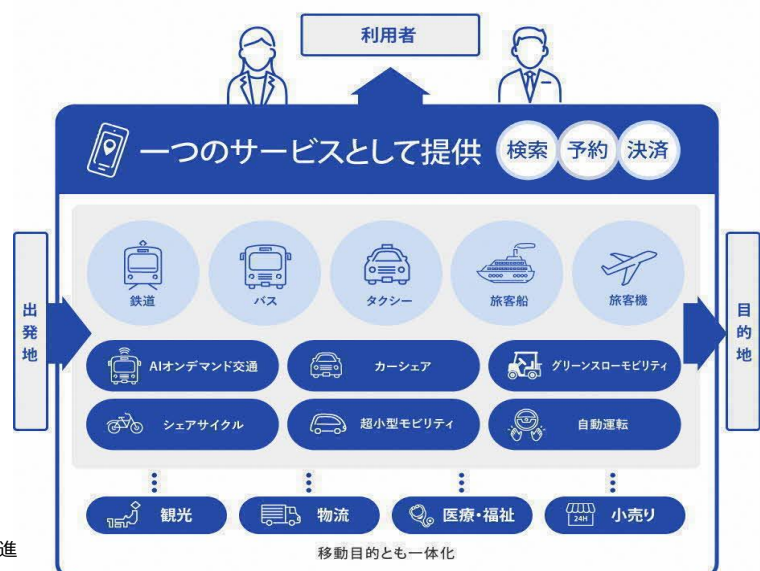 利用者
一つのサービスとして提供 検索 予約 決済
出発地
鉄道 バス タクシー 旅客船 旅客機
目的地
AIオンデマンド交通 カーシェア グリーンスローモビリティ
シェアサイクル 超小型モビリティ 自動運転
観光 物流 医療・福祉 24H 小売り
進
移動目的とも一体化